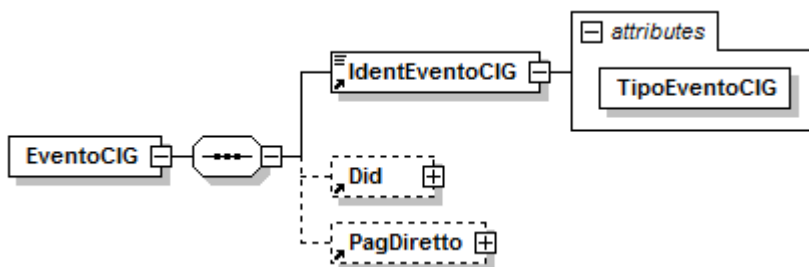 attributes
IdentEventoCIG
TipoEventoCIG
EventoCIG
Did
PagDiretto